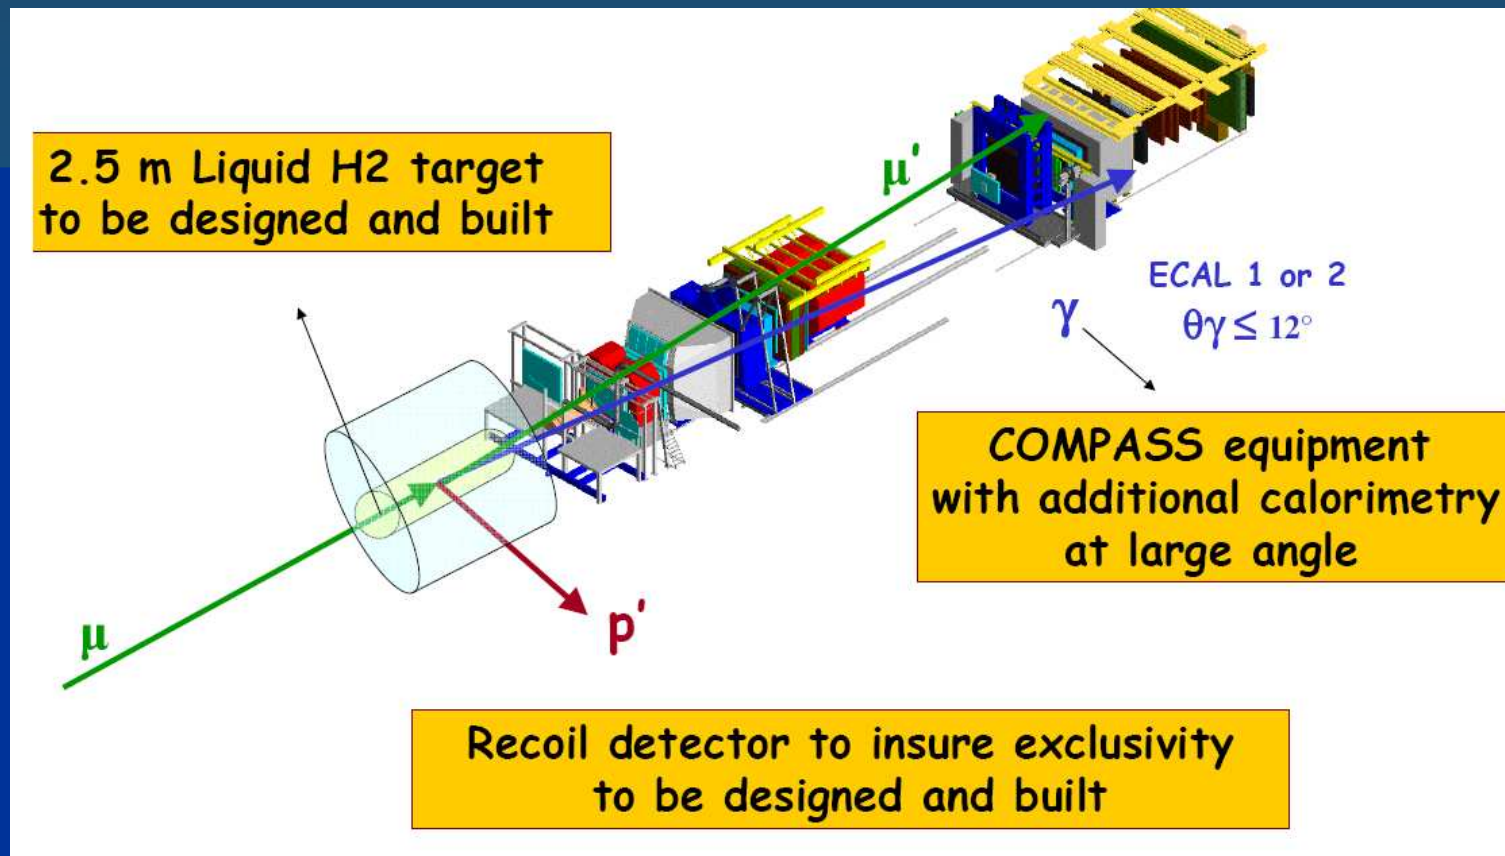 2.5 m Liquid H2 target
to be designed and built
μ'
ECAL 1 or 2
γ
θγ ≤ 12°
COMPASS equipment
with additional calorimetry
at large angle
μ
p'
Recoil detector to insure exclusivity
to be designed and built